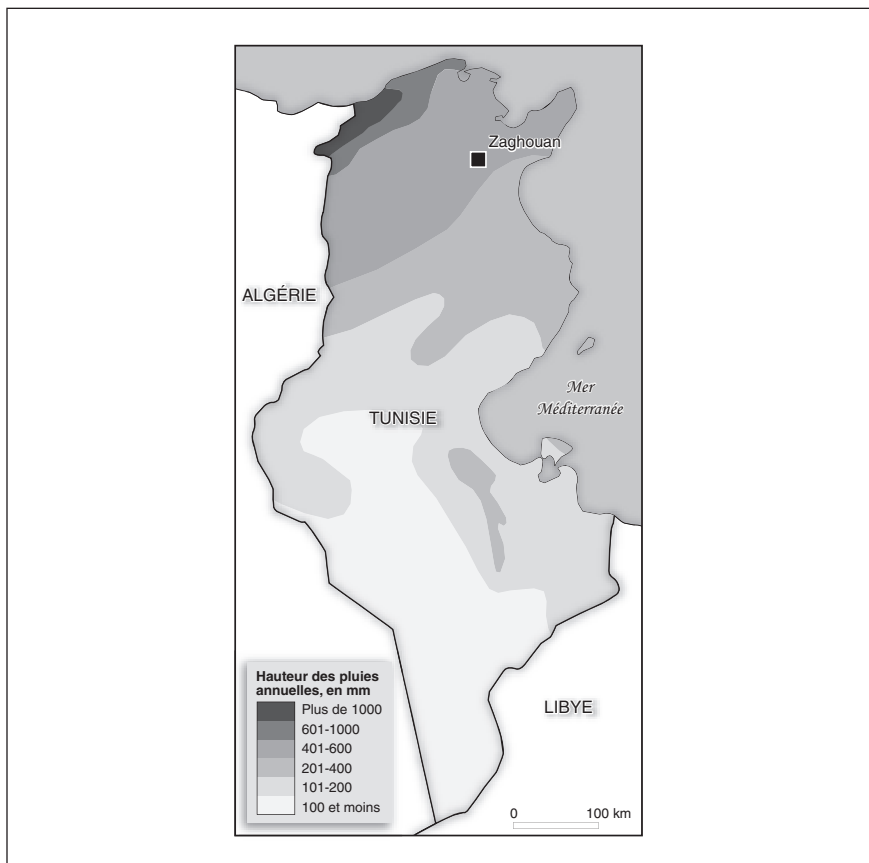 Zaghouan
ALGÉRIE
Mer
Méditerranée
TUNISIE
LIBYE
Hauteur des pluies
annuelles, en mm
Plus de 1000
601-1000
401-600
201-400
101-200
100 et moins
0 100 km